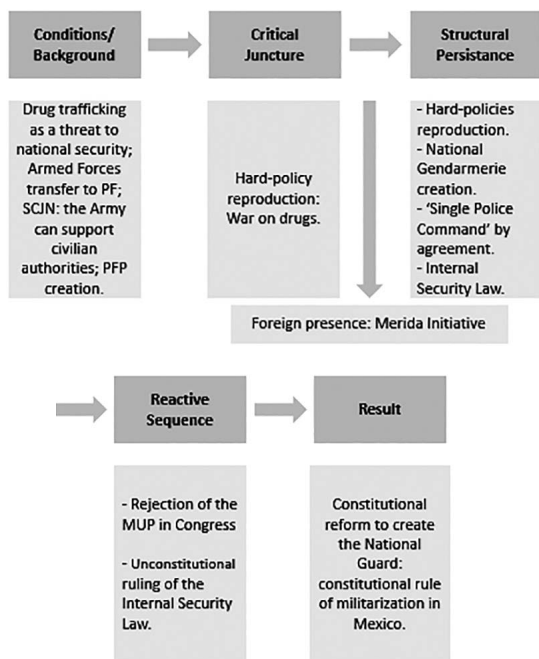 Conditions/
Background
Critical
Juncture
Structural
Persistance
Drug trafficking
as a threat to
national security;
Armed Forces
transfer to PF;
SCJN: the Army
can support
civilian
authorities; PFP
creation.
Hard-policy
reproduction:
War on drugs.
- Hard-policies
reproduction.
- National
Gendarmerie
creation.
- ‘Single Police
Command’ by
agreement.
- Internal
Security Law.
Foreign presence: Merida Initiative
Reactive
Sequence
Result
- Rejection of the
MUP in Congress
- Unconstitutional
ruling of the
Internal Security
Law.
Constitutional
reform to create
the National
Guard:
constitutional rule
of militarization in
Mexico.